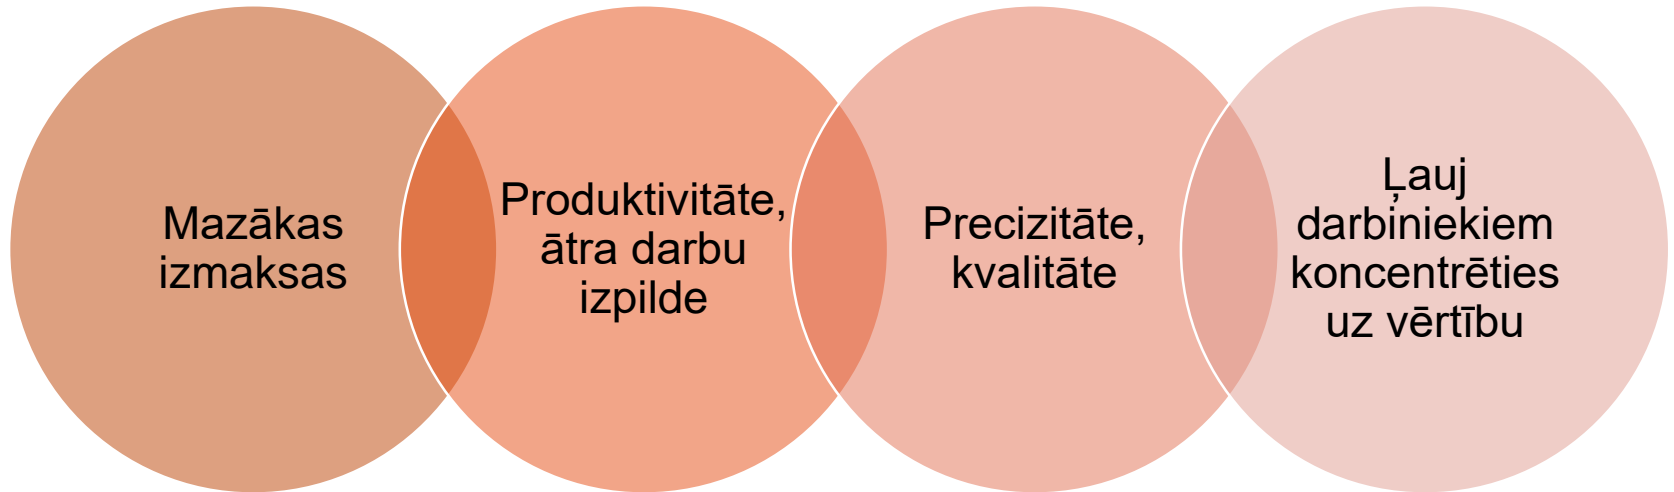 Mazākas
izmaksas
Produktivitāte,
ātra darbu
izpilde
Precizitāte,
kvalitāte
Ļauj
darbiniekiem
koncentrēties
uz vērtību